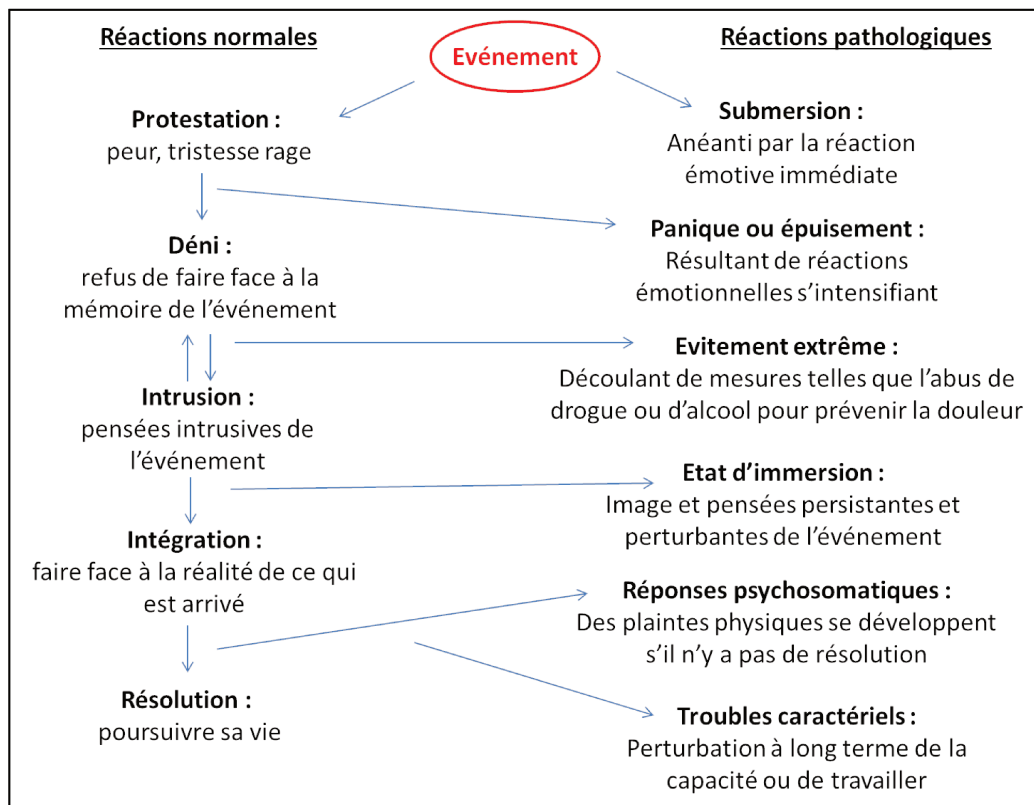 Réactions normales
Evénement
Réactions pathologiques
Protestation :
peur, tristesse rage
Submersion :
Anéanti par la réaction
émotive immédiate
Déni :
refus de faire face à la
mémoire de l’événement
Panique ou épuisement :
Résultant de réactions
émotionnelles s’intensifiant
Intrusion :
pensées intrusives de
l’événement
Evitement extrême :
Découlant de mesures telles que l’abus de
drogue ou d’alcool pour prévenir la douleur
Intégration :
faire face à la réalité de ce qui
est arrivé
Etat d’immersion :
Image et pensées persistantes et
perturbantes de l’événement
Résolution :
poursuivre sa vie
Réponses psychosomatiques :
Des plaintes physiques se développent
s’il n’y a pas de résolution
Troubles caractériels :
Perturbation à long terme de la
capacité ou de travailler